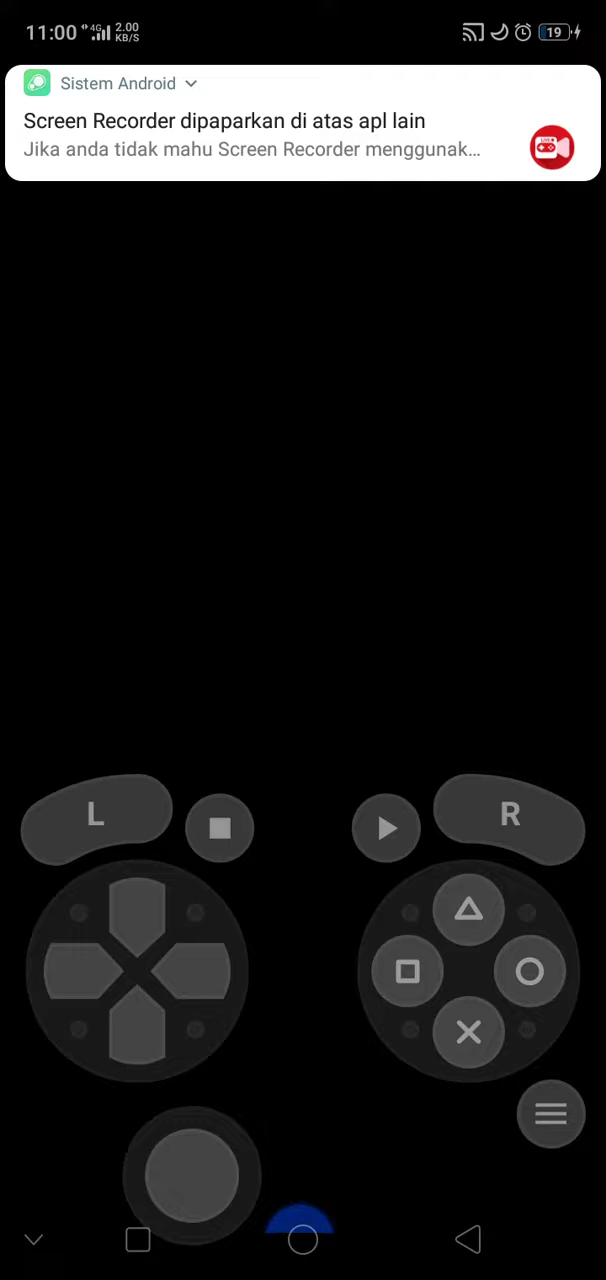 11:00 4G 2.00 KB/S 19
Sistem Android
Screen Recorder dipaparkan di atas apl lain
Jika anda tidak mahu Screen Recorder menggunak...
L R